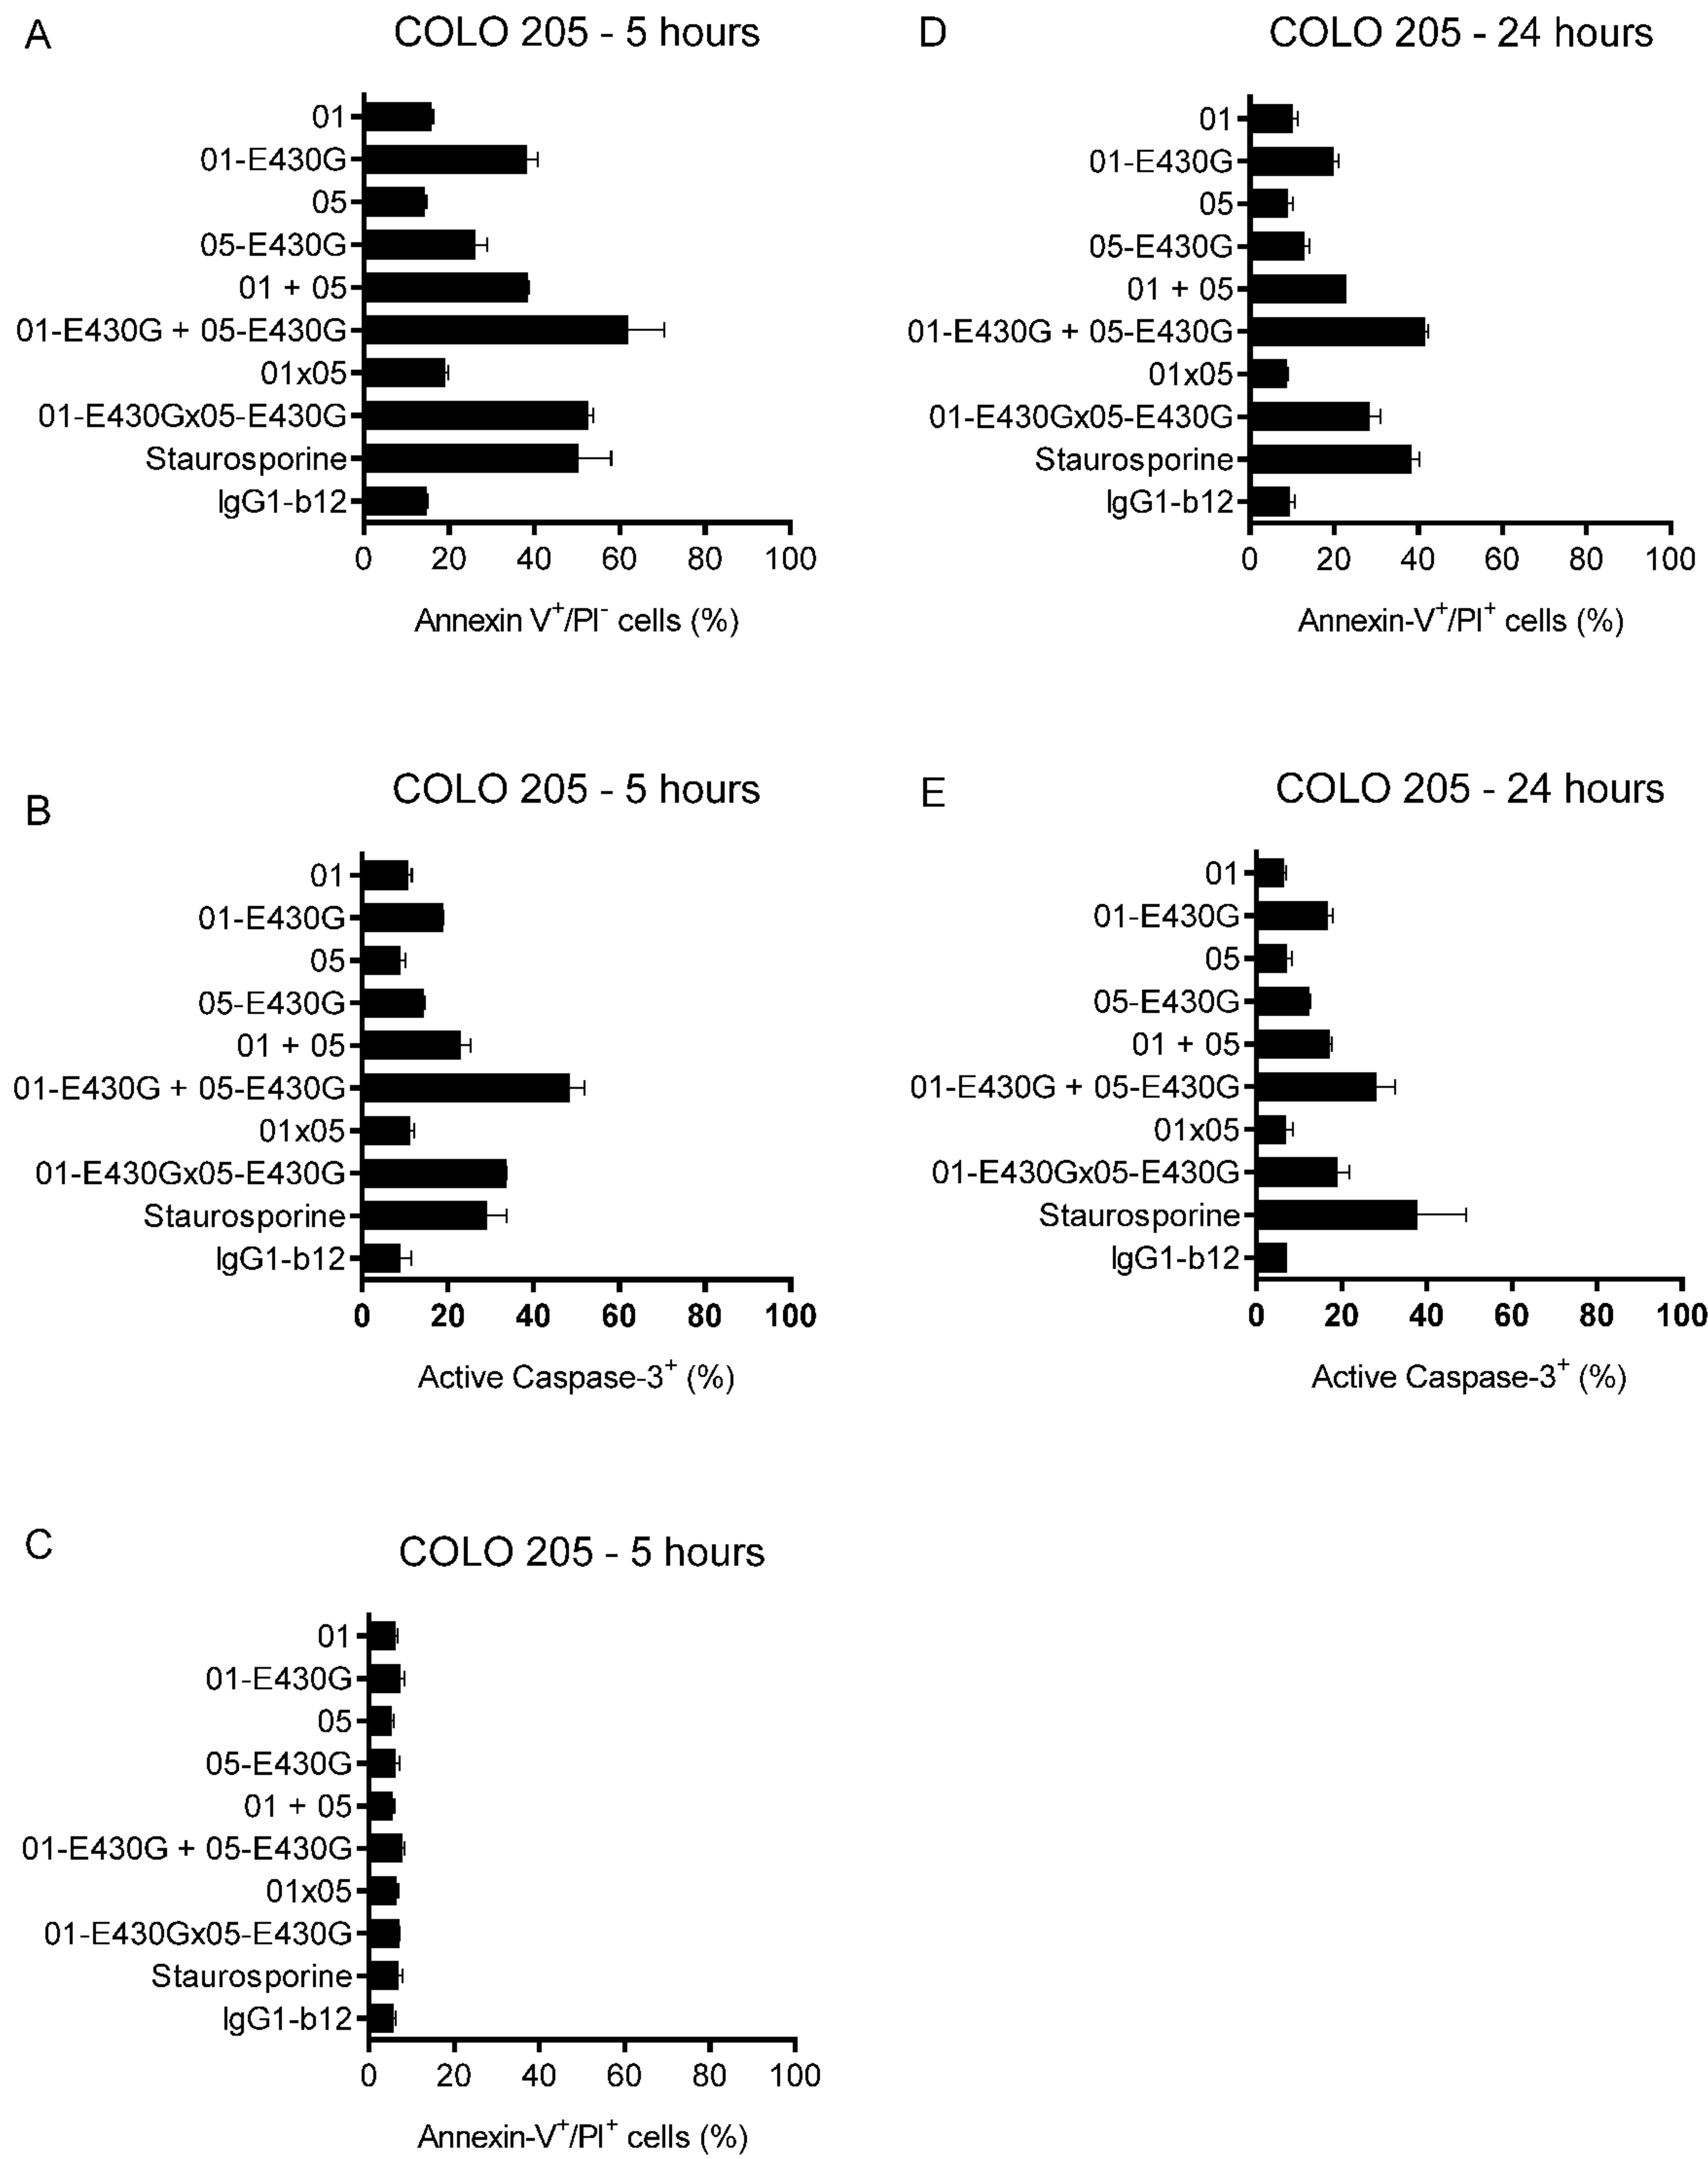 A
COLO 205 - 5 hours
01
01-E430G
05
05-E430G
01 + 05
01-E430G + 05-E430G
01x05
01-E430Gx05-E430G
Staurosporine
IgG1-b12
0 20 40 60 80 100
Annexin V⁺/PI⁻ cells (%)
D
COLO 205 - 24 hours
01
01-E430G
05
05-E430G
01 + 05
01-E430G + 05-E430G
01x05
01-E430Gx05-E430G
Staurosporine
IgG1-b12
0 20 40 60 80 100
Annexin-V⁺/PI⁺ cells (%)
B
COLO 205 - 5 hours
01
01-E430G
05
05-E430G
01 + 05
01-E430G + 05-E430G
01x05
01-E430Gx05-E430G
Staurosporine
IgG1-b12
0 20 40 60 80 100
Active Caspase-3⁺ (%)
E
COLO 205 - 24 hours
01
01-E430G
05
05-E430G
01 + 05
01-E430G + 05-E430G
01x05
01-E430Gx05-E430G
Staurosporine
IgG1-b12
0 20 40 60 80 100
Active Caspase-3⁺ (%)
C
COLO 205 - 5 hours
01
01-E430G
05
05-E430G
01 + 05
01-E430G + 05-E430G
01x05
01-E430Gx05-E430G
Staurosporine
IgG1-b12
0 20 40 60 80 100
Annexin-V⁺/PI⁺ cells (%)